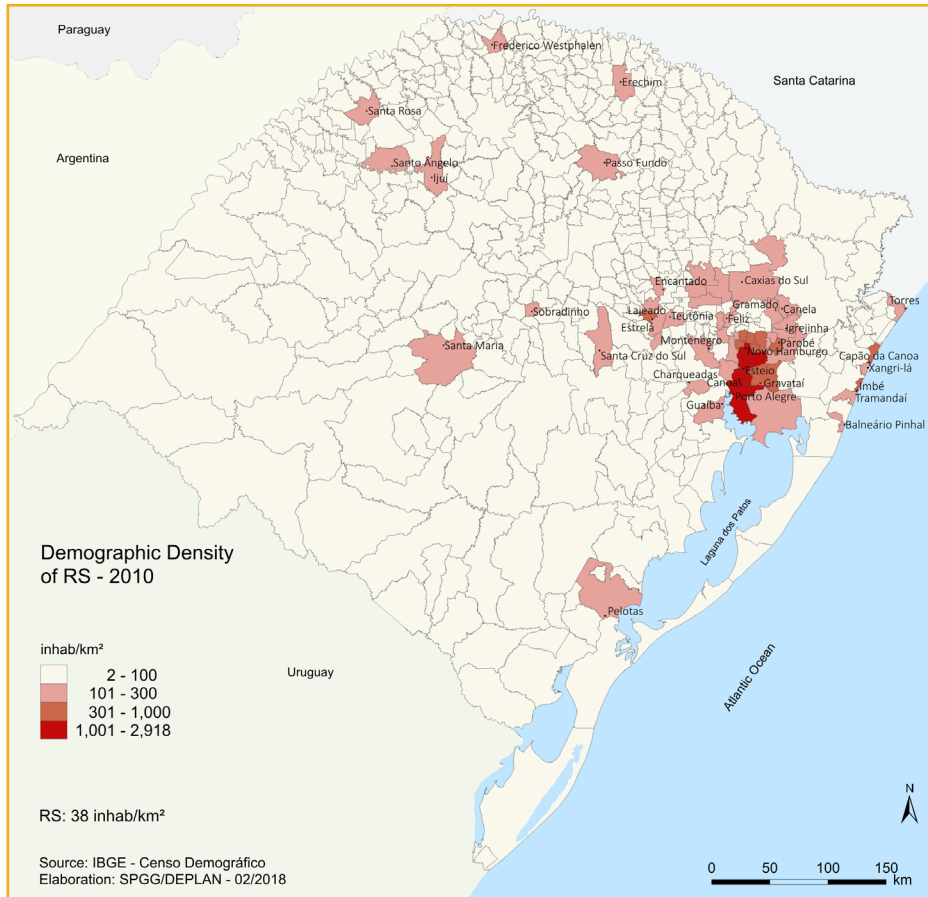 Paraguay
Santa Catarina
Argentina
Frederico Westphalen
Erechim
Santa Rosa
Santo Ângelo
Ijuí
Passo Fundo
Encantado
Caxias do Sul
Torres
Sobradinho
Lajeado
Gramado
Canela
Teutônia
Feliz
Estrela
Igrejinha
Santa Maria
Montenegro
Parobé
Santa Cruz do Sul
Novo Hamburgo
Capão da Canoa
Xangri-lá
Charqueadas
Esteio
Canoas
Gravataí
Imbé
Tramandaí
Guaíba
Porto Alegre
Balneário Pinhal
Laguna dos Patos
Demographic Density
of RS - 2010
Pelotas
inhab/km²
2 - 100
101 - 300
301 - 1,000
1,001 - 2,918
Uruguay
Atlantic Ocean
RS: 38 inhab/km²
N
Source: IBGE - Censo Demográfico
Elaboration: SPGG/DEPLAN - 02/2018
0 50 100 150
km